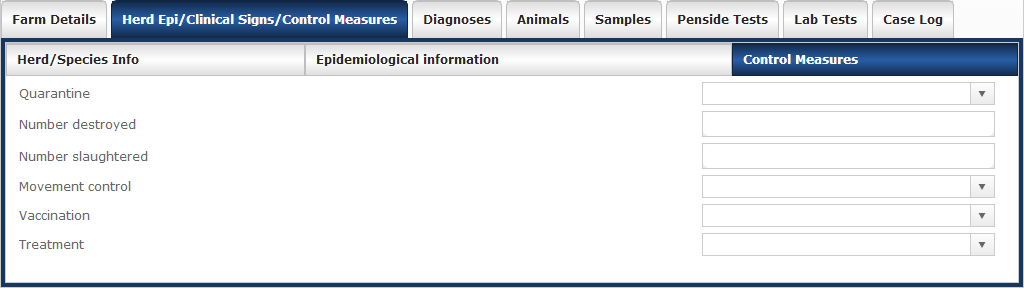 Farm Details Herd Epi/Clinical Signs/Control Measures Diagnoses Animals Samples Penside Tests Lab Tests Case Log
Herd/Species Info Epidemiological information Control Measures
Quarantine
Number destroyed
Number slaughtered
Movement control
Vaccination
Treatment